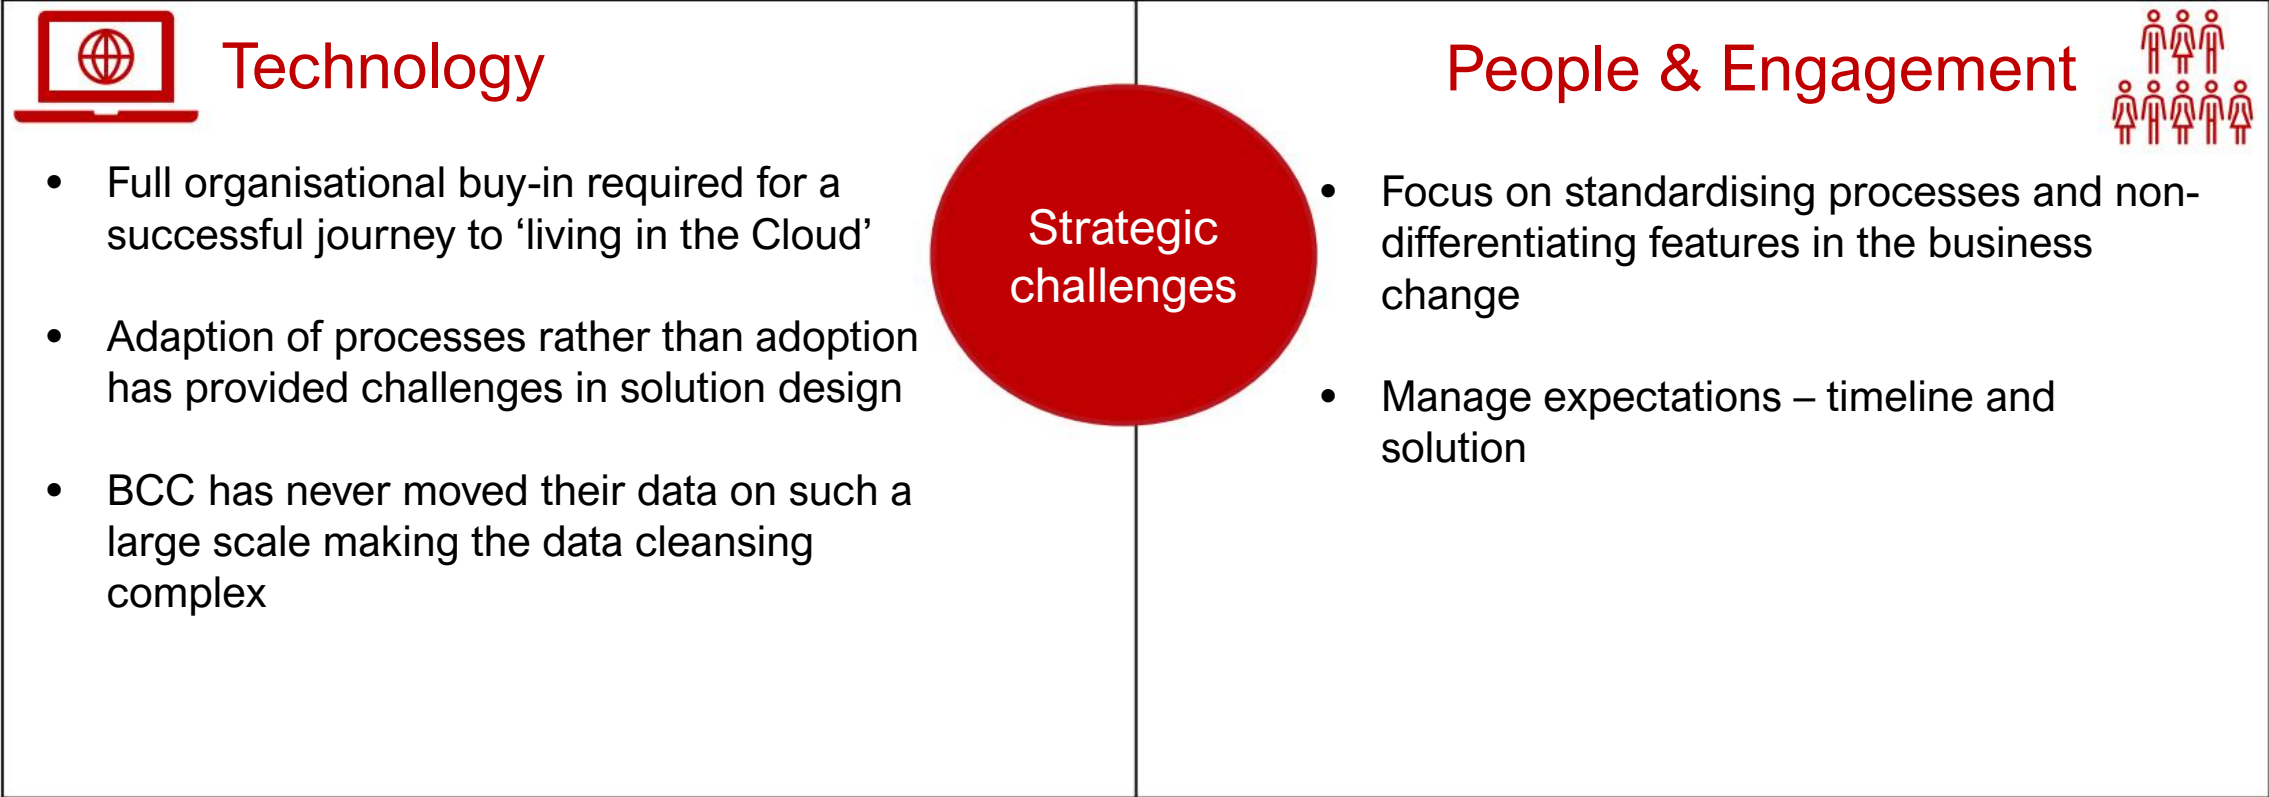 Technology
• Full organisational buy-in required for a
successful journey to ‘living in the Cloud’
• Adaption of processes rather than adoption
has provided challenges in solution design
• BCC has never moved their data on such a
large scale making the data cleansing
complex
Strategic
challenges
People & Engagement
• Focus on standardising processes and non-
differentiating features in the business
change
• Manage expectations – timeline and
solution